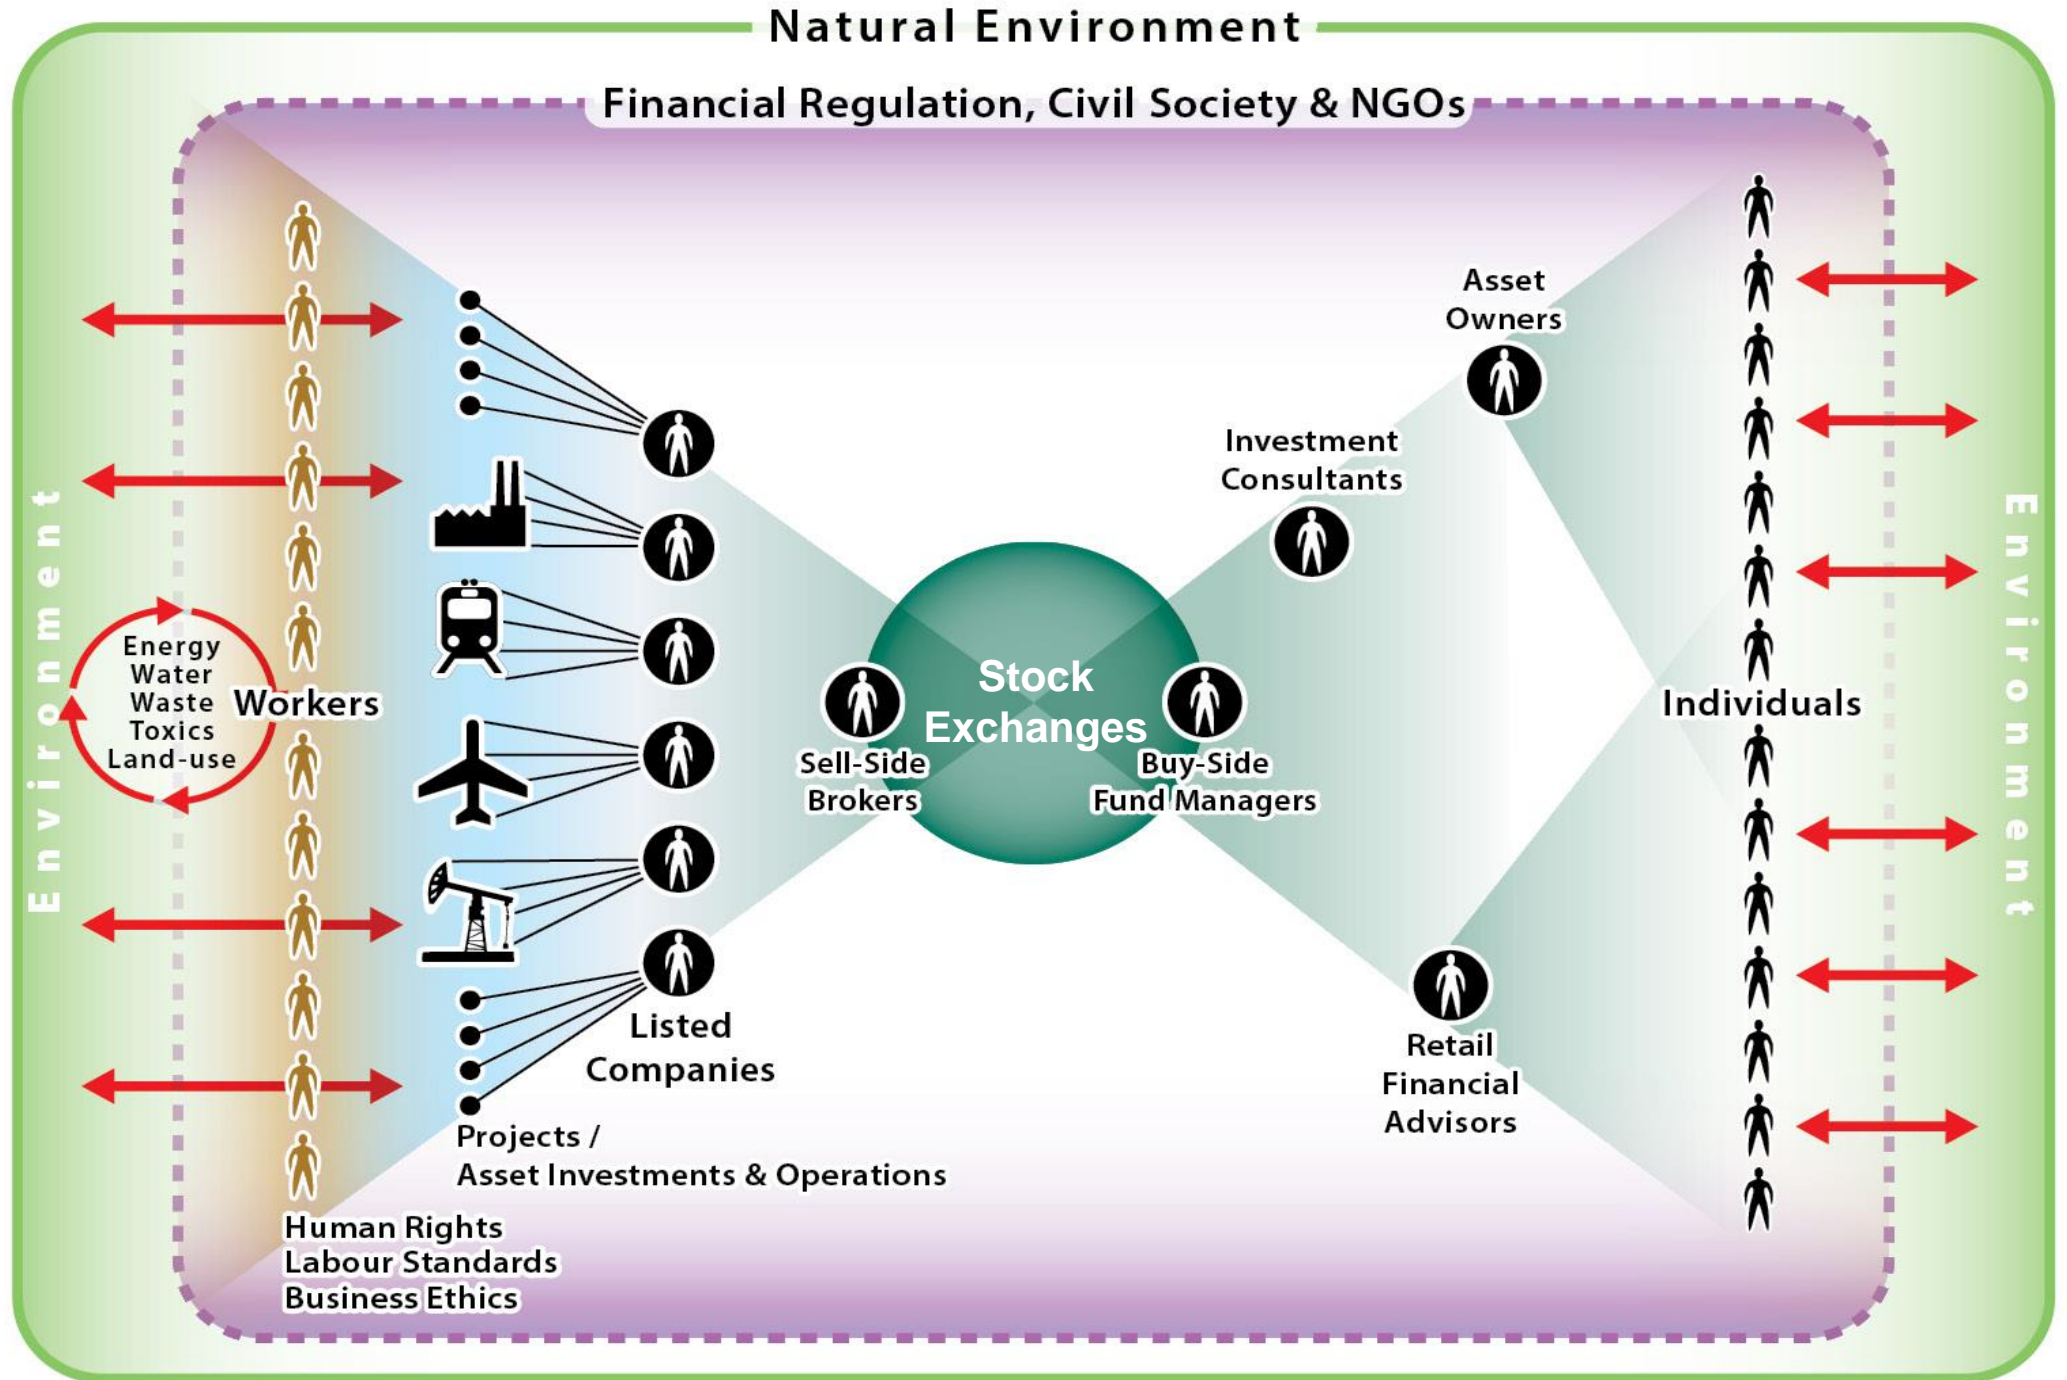 Natural Environment
Financial Regulation, Civil Society & NGOs
Environment
Energy
Water
Waste
Toxics
Land-use
Workers
Human Rights
Labour Standards
Business Ethics
Projects /
Asset Investments & Operations
Listed
Companies
Sell-Side
Brokers
Stock
Exchanges
Buy-Side
Fund Managers
Investment
Consultants
Asset
Owners
Retail
Financial
Advisors
Individuals
Environment